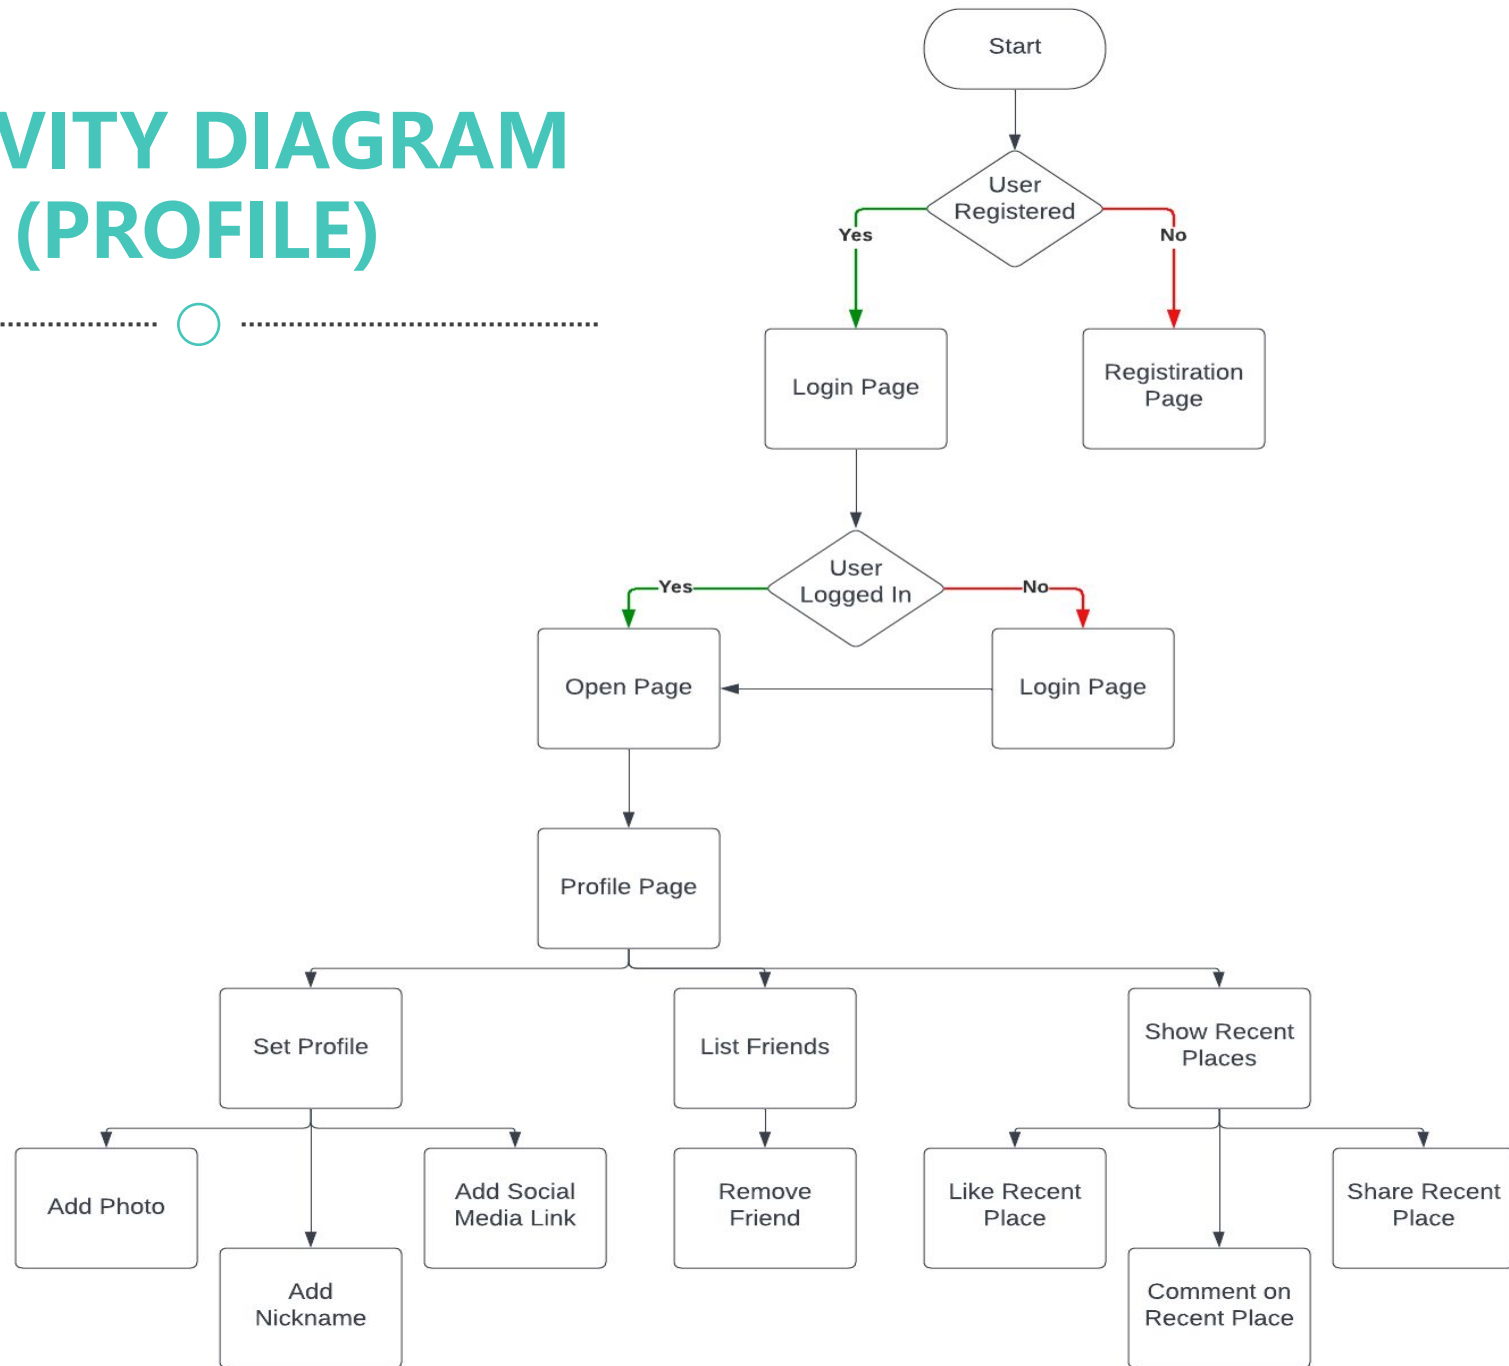 VITY DIAGRAM
(PROFILE)
Start
User
Registered
Yes
No
Login Page
Registiration
Page
User
Logged In
Yes
No
Open Page
Login Page
Profile Page
Set Profile
List Friends
Show Recent
Places
Add Photo
Add Social
Media Link
Remove
Friend
Like Recent
Place
Share Recent
Place
Add
Nickname
Comment on
Recent Place